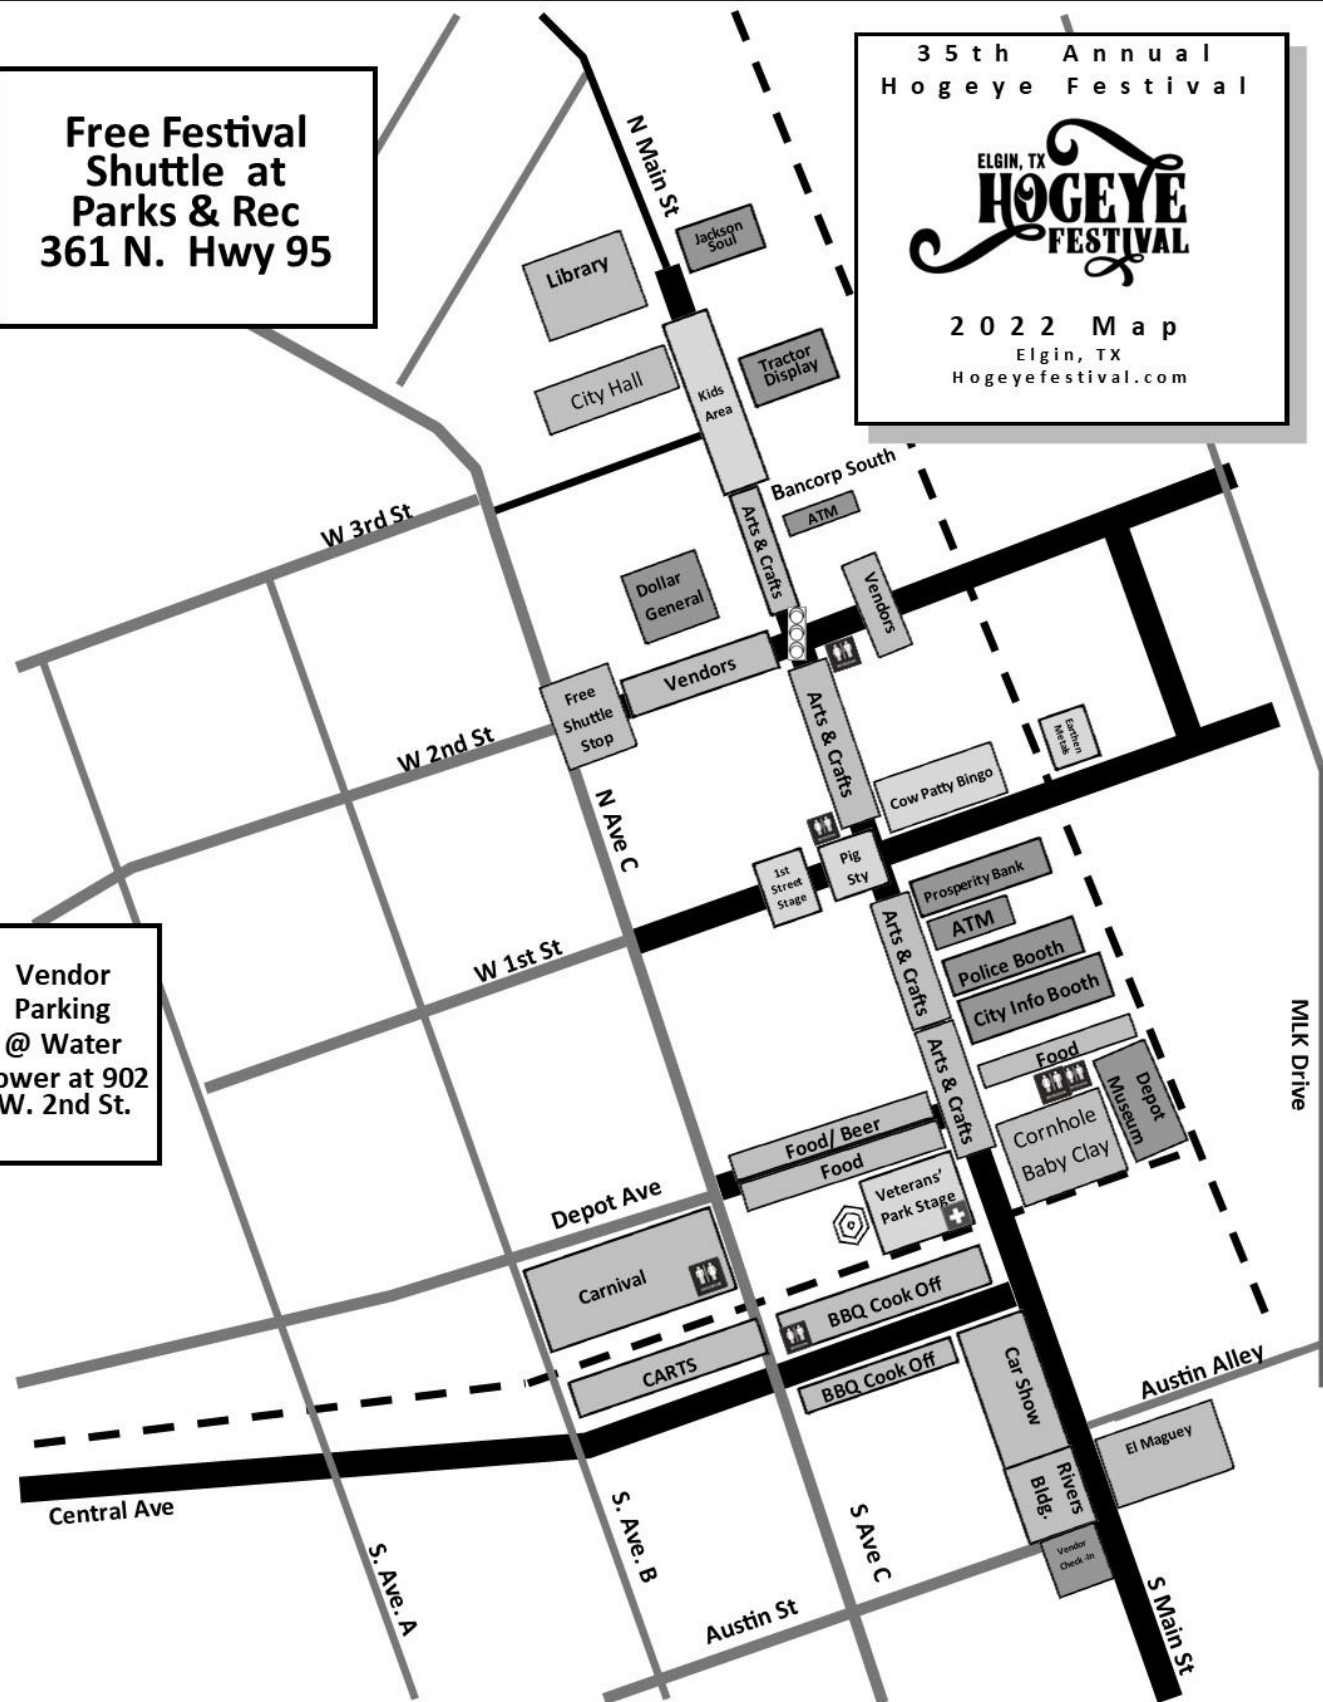 35th Annual
Hogeye Festival
ELGIN, TX
HOGEYE
FESTIVAL
2022 Map
Elgin, TX
Hogeyefestival.com
Free Festival
Shuttle at
Parks & Rec
361 N. Hwy 95
N Main St
Jackson
Soul
Library
City Hall
Kids
Area
Tractor
Display
Bancorp South
ATM
Arts & Crafts
W 3rd St
Dollar
General
Vendors
Vendors
Free
Shuttle
Stop
W 2nd St
Arts & Crafts
Earthen
Metals
Cow Patty Bingo
N Ave C
Pig
Sty
1st
Street
Stage
Prosperity Bank
ATM
Police Booth
City Info Booth
Arts & Crafts
W 1st St
Vendor
Parking
@ Water
ower at 902
W. 2nd St.
MLK Drive
Food
Arts & Crafts
Depot
Museum
Cornhole
Baby Clay
Food/ Beer
Food
Veterans'
Park Stage
Depot Ave
Carnival
BBQ Cook Off
CARTS
BBQ Cook Off
Car Show
Austin Alley
El Maguey
Rivers
Bldg.
Central Ave
Vendor
Check -In
S. Ave. A
S. Ave. B
S Ave C
Austin St
S Main St